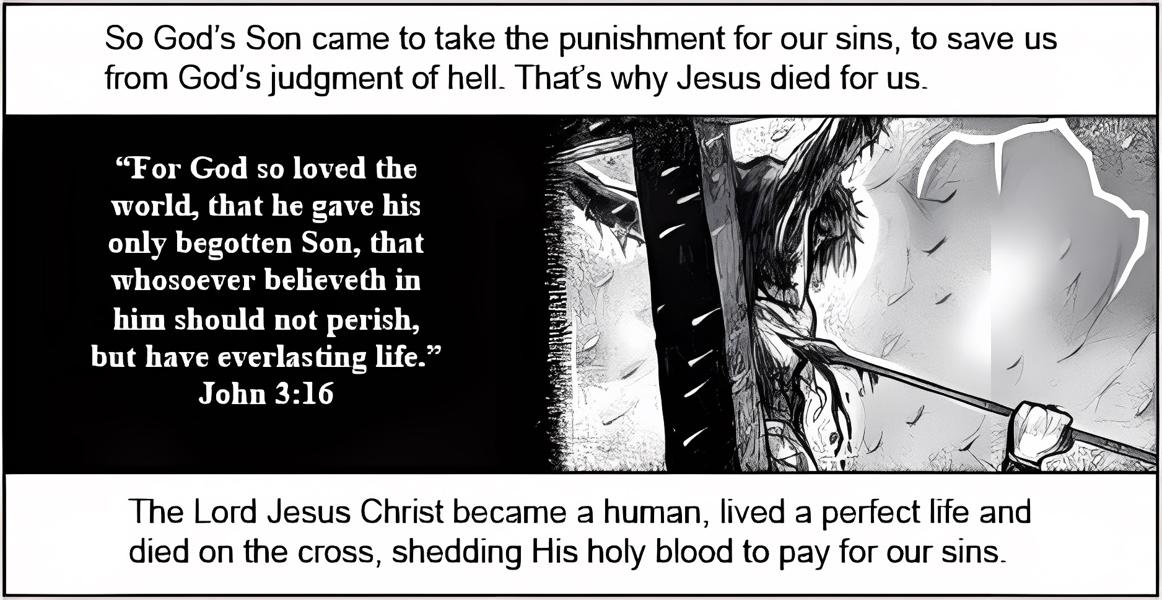 So God's Son came to take the punishment for our sins, to save us
from God's judgment of hell. That's why Jesus died for us.
“For God so loved the
world, that he gave his
only begotten Son, that
whosoever believeth in
him should not perish,
but have everlasting life.”
John 3:16
The Lord Jesus Christ became a human, lived a perfect life and
died on the cross, shedding His holy blood to pay for our sins.